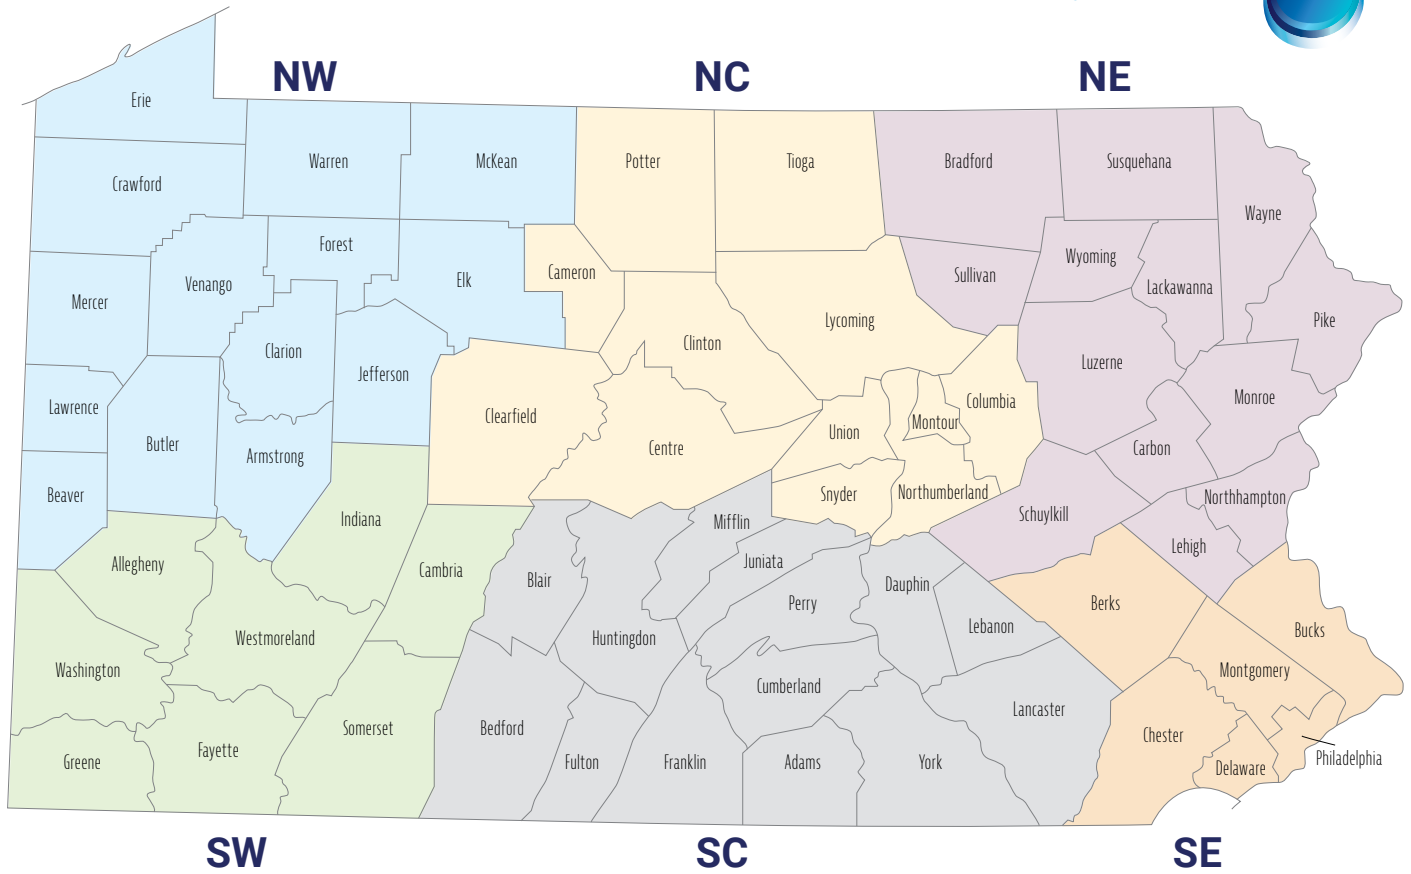 NW
NC
NE
Erie
Warren
McKean
Potter
Tioga
Bradford
Susquehana
Crawford
Wayne
Forest
Wyoming
Cameron
Sullivan
Elk
Venango
Lackawanna
Mercer
Lycoming
Pike
Clinton
Clarion
Luzerne
Jefferson
Monroe
Lawrence
Columbia
Clearfield
Montour
Union
Butler
Centre
Carbon
Armstrong
Beaver
Snyder
Northumberland
Northhampton
Indiana
Mifflin
Schuylkill
Lehigh
Allegheny
Juniata
Cambria
Blair
Dauphin
Perry
Berks
Lebanon
Bucks
Westmoreland
Huntingdon
Washington
Montgomery
Cumberland
Lancaster
Somerset
Bedford
Chester
Fayette
Greene
Fulton
Franklin
Adams
York
Delaware
Philadelphia
SW
SC
SE